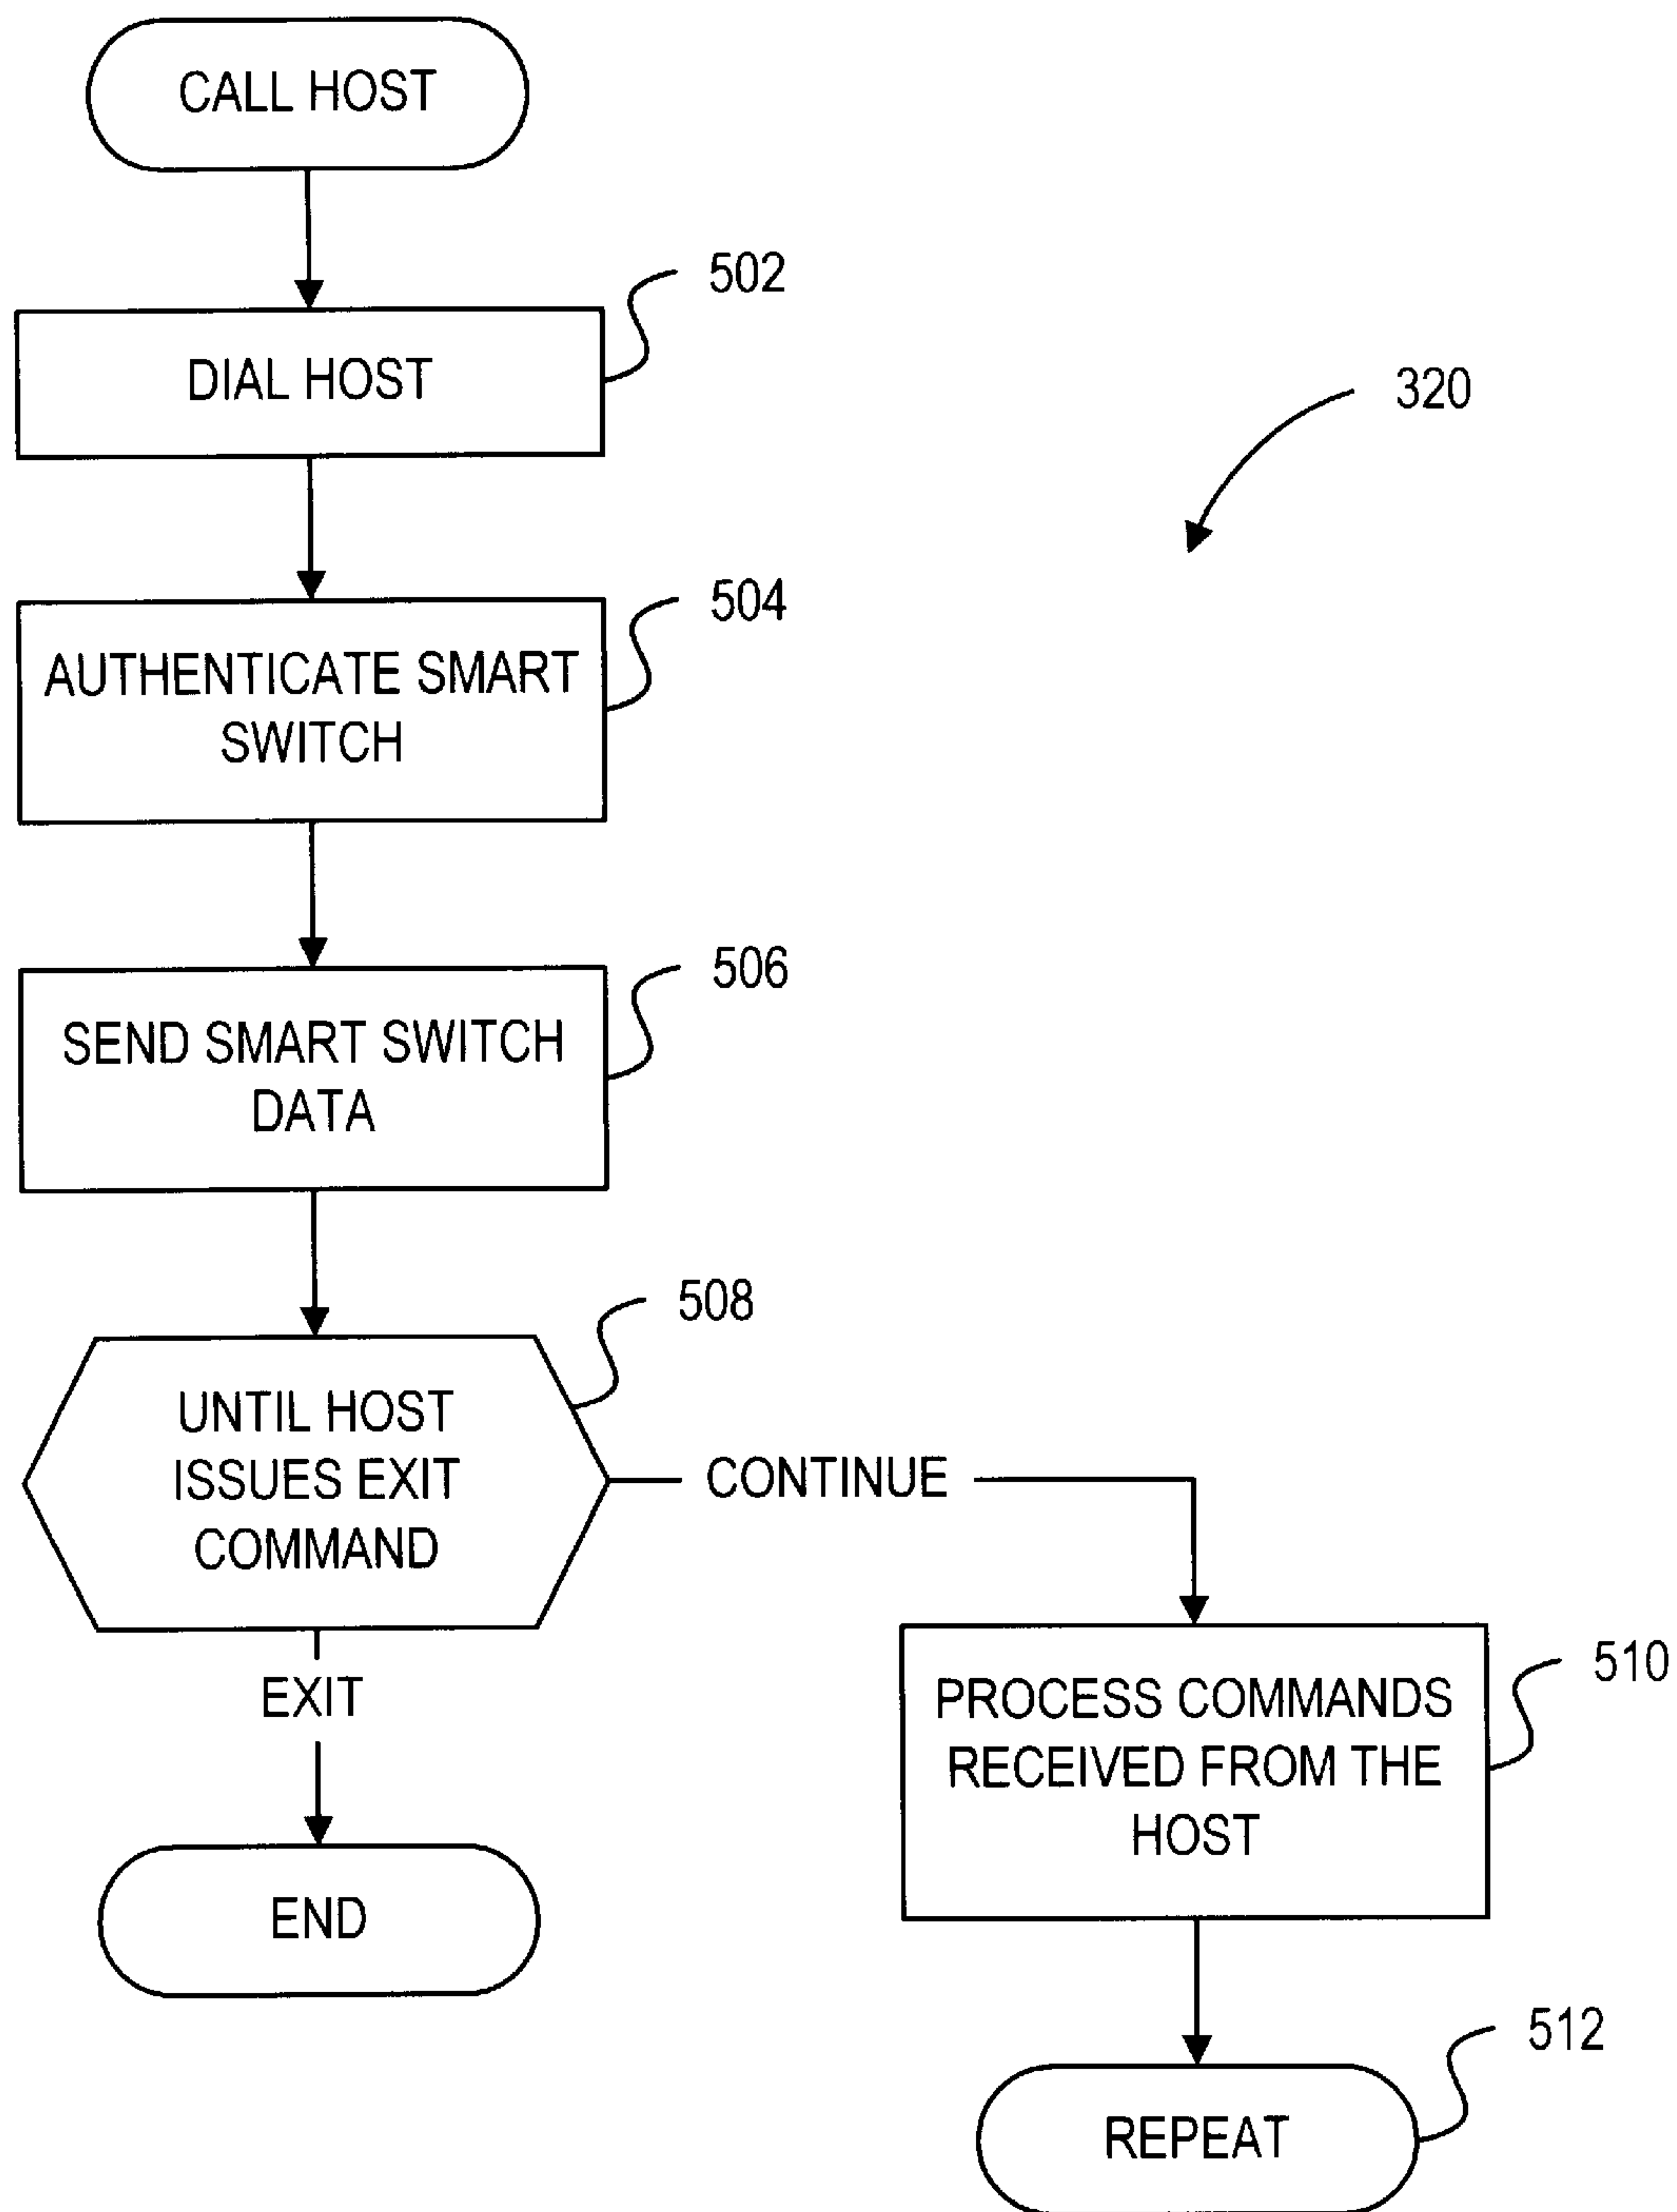 CALL HOST
502
DIAL HOST
320
504
AUTHENTICATE SMART
SWITCH
506
SEND SMART SWITCH
DATA
508
UNTIL HOST
ISSUES EXIT
COMMAND
CONTINUE
EXIT
510
PROCESS COMMANDS
RECEIVED FROM THE
HOST
END
512
REPEAT